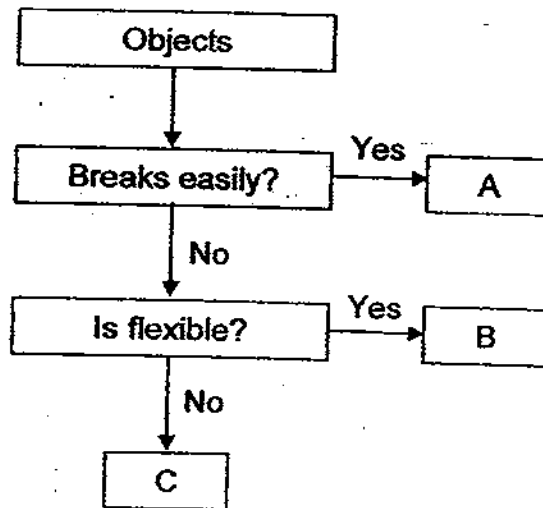 Objects
Yes
Breaks easily?
A
No
Yes
Is flexible?
B
No
C